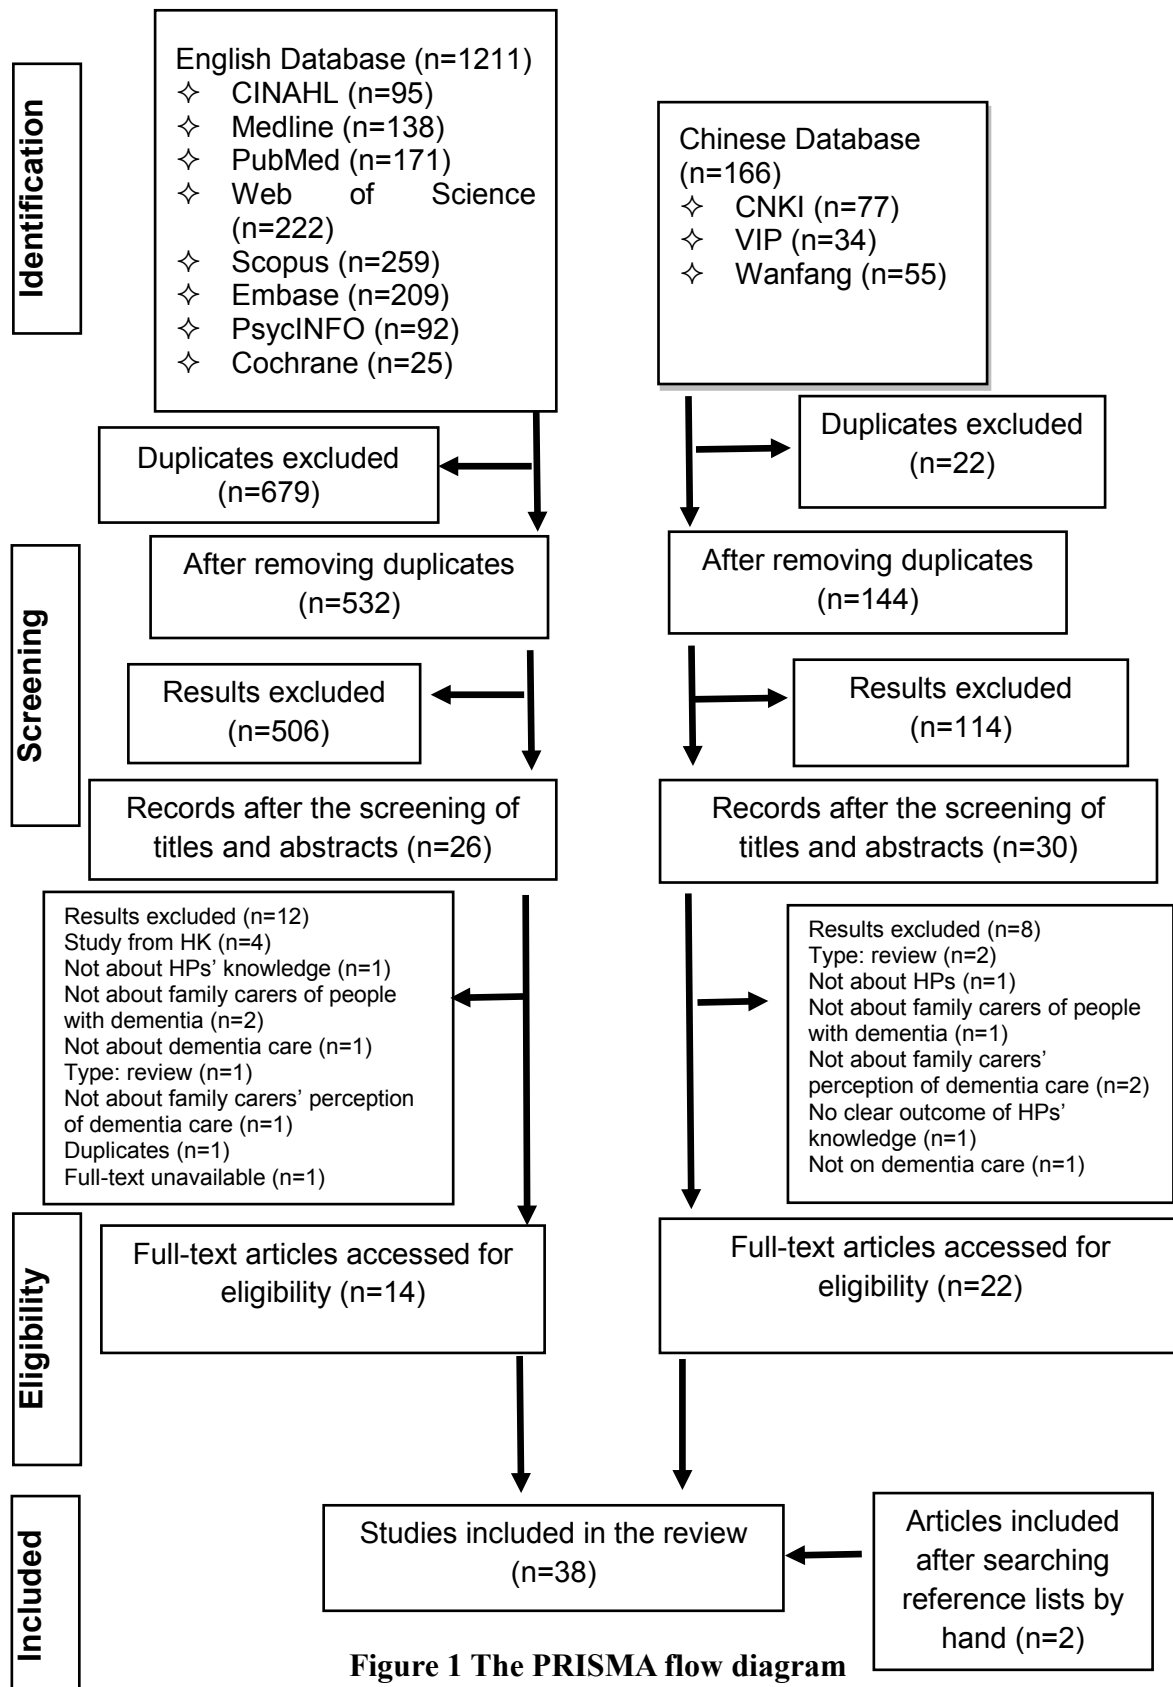 Identification
English Database (n=1211)
✧ CINAHL (n=95)
✧ Medline (n=138)
✧ PubMed (n=171)
✧ Web of Science
(n=222)
✧ Scopus (n=259)
✧ Embase (n=209)
✧ PsycINFO (n=92)
✧ Cochrane (n=25)
Chinese Database
(n=166)
✧ CNKI (n=77)
✧ VIP (n=34)
✧ Wanfang (n=55)
Duplicates excluded
(n=679)
Duplicates excluded
(n=22)
Screening
After removing duplicates
(n=532)
After removing duplicates
(n=144)
Results excluded
(n=506)
Results excluded
(n=114)
Records after the screening of
titles and abstracts (n=26)
Records after the screening of
titles and abstracts (n=30)
Results excluded (n=12)
Study from HK (n=4)
Not about HPs’ knowledge (n=1)
Not about family carers of people
with dementia (n=2)
Not about dementia care (n=1)
Type: review (n=1)
Not about family carers’ perception
of dementia care (n=1)
Duplicates (n=1)
Full-text unavailable (n=1)
Results excluded (n=8)
Type: review (n=2)
Not about HPs (n=1)
Not about family carers of people
with dementia (n=1)
Not about family carers’
perception of dementia care (n=2)
No clear outcome of HPs’
knowledge (n=1)
Not on dementia care (n=1)
Eligibility
Full-text articles accessed for
eligibility (n=14)
Full-text articles accessed for
eligibility (n=22)
Included
Studies included in the review
(n=38)
Articles included
after searching
reference lists by
hand (n=2)
Figure 1 The PRISMA flow diagram